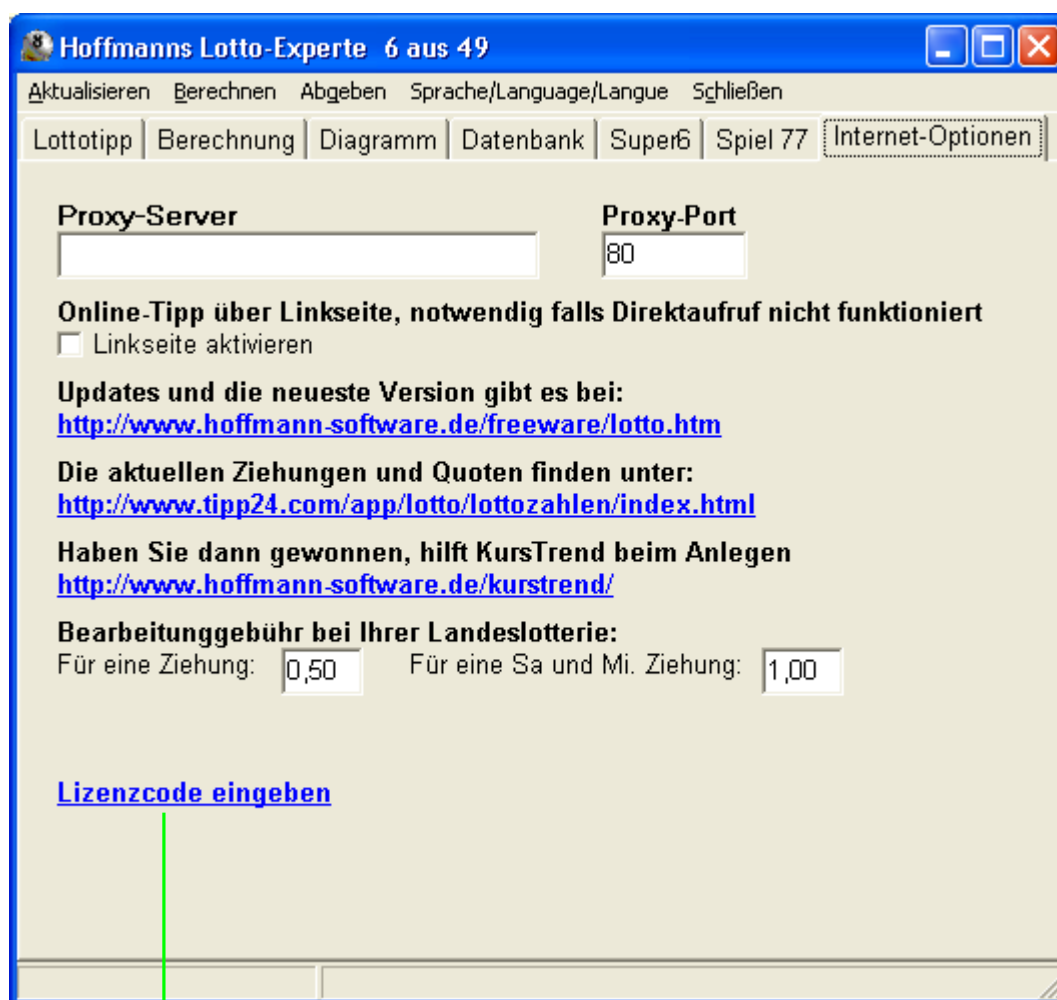 Hoffmanns Lotto-Experte 6 aus 49
Aktualisieren Berechnen Abgeben Sprache/Language/Langue Schließen
Lottotipp Berechnung Diagramm Datenbank Super6 Spiel 77 Internet-Optionen
Proxy-Server Proxy-Port
80
Online-Tipp über Linkseite, notwendig falls Direktaufruf nicht funktioniert
Linkseite aktivieren
Updates und die neueste Version gibt es bei:
http://www.hoffmann-software.de/freeware/lotto.htm
Die aktuellen Ziehungen und Quoten finden unter:
http://www.tipp24.com/app/lotto/lottozahlen/index.html
Haben Sie dann gewonnen, hilft KursTrend beim Anlegen
http://www.hoffmann-software.de/kurstrend/
Bearbeitunggebühr bei Ihrer Landeslotterie:
Für eine Ziehung: 0,50 Für eine Sa und Mi. Ziehung: 1,00
Lizenzcode eingeben